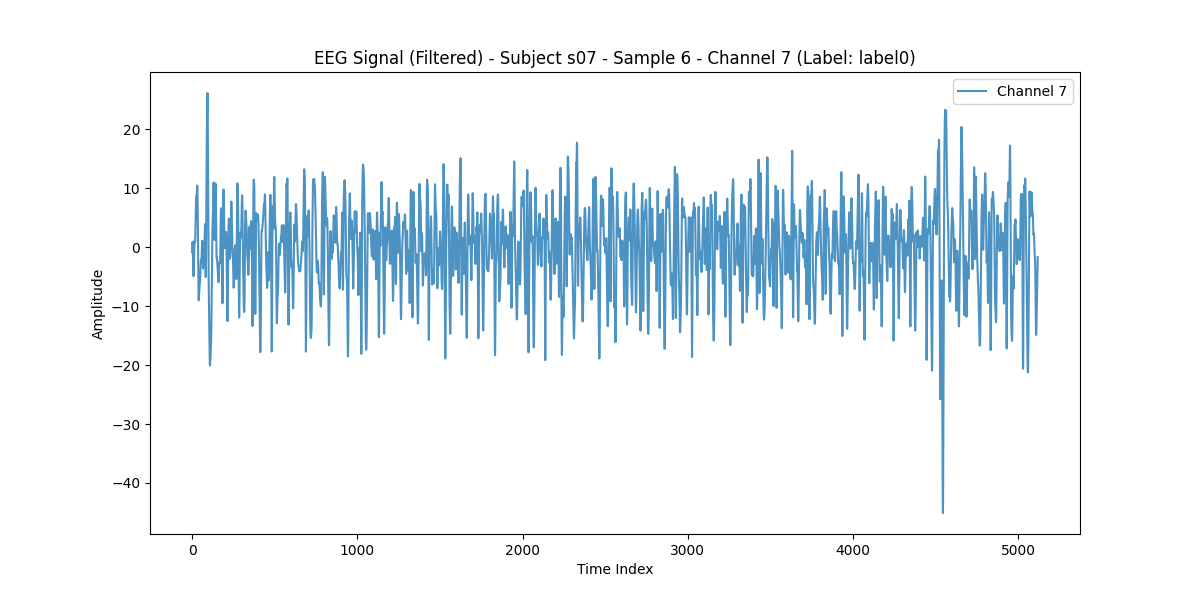 EEG Signal (Filtered) - Subject s07 - Sample 6 - Channel 7 (Label: label0)
Channel 7
20
10
0
−10
−20
−30
−40
Amplitude
0 1000 2000 3000 4000 5000
Time Index